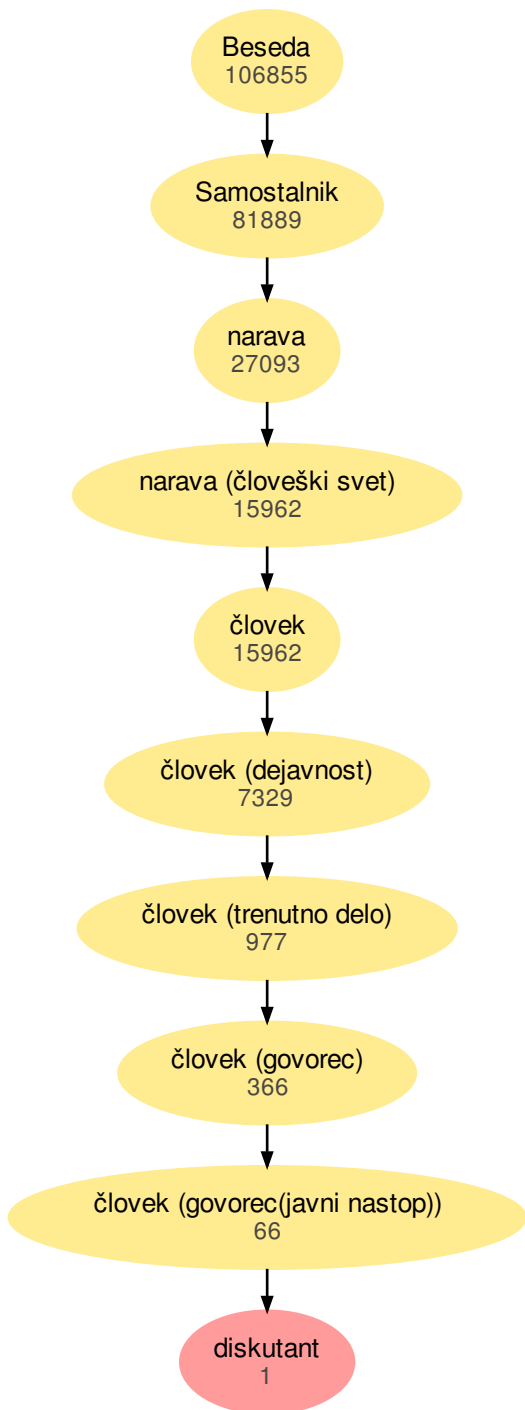 Beseda
106855
Samostalnik
81889
narava
27093
narava (človeški svet)
15962
človek
15962
človek (dejavnost)
7329
človek (trenutno delo)
977
človek (govorec)
366
človek (govorec(javni nastop))
66
diskutant
1